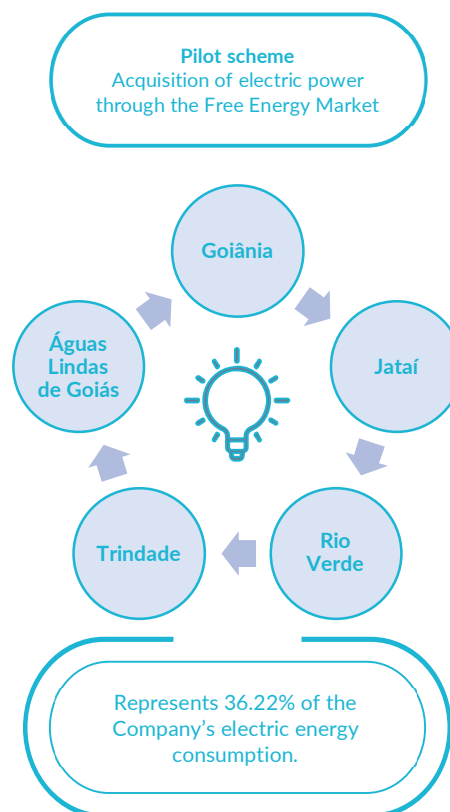 Pilot scheme
Acquisition of electric power
through the Free Energy Market
Goiânia
Jataí
Rio
Verde
Trindade
Águas
Lindas
de Goiás
Represents 36.22% of the
Company’s electric energy
consumption.